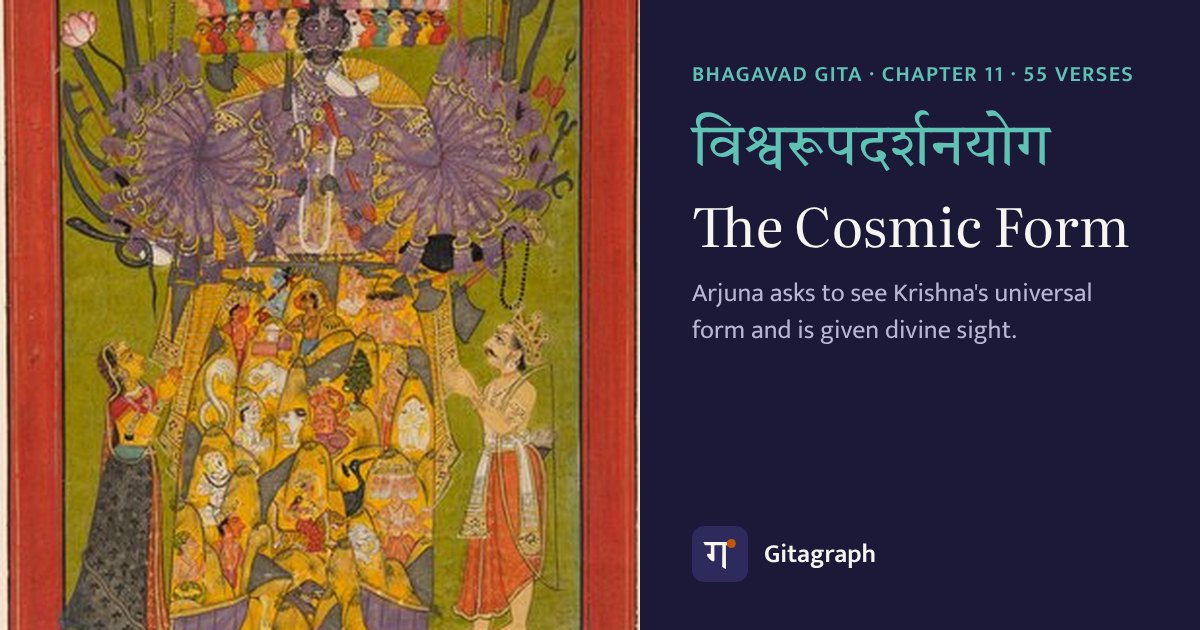 BHAGAVAD GITA · CHAPTER 11 · 55 VERSES
विश्वरूपदर्शनयोग
The Cosmic Form
Arjuna asks to see Krishna's universal
form and is given divine sight.
ग
Gitagraph